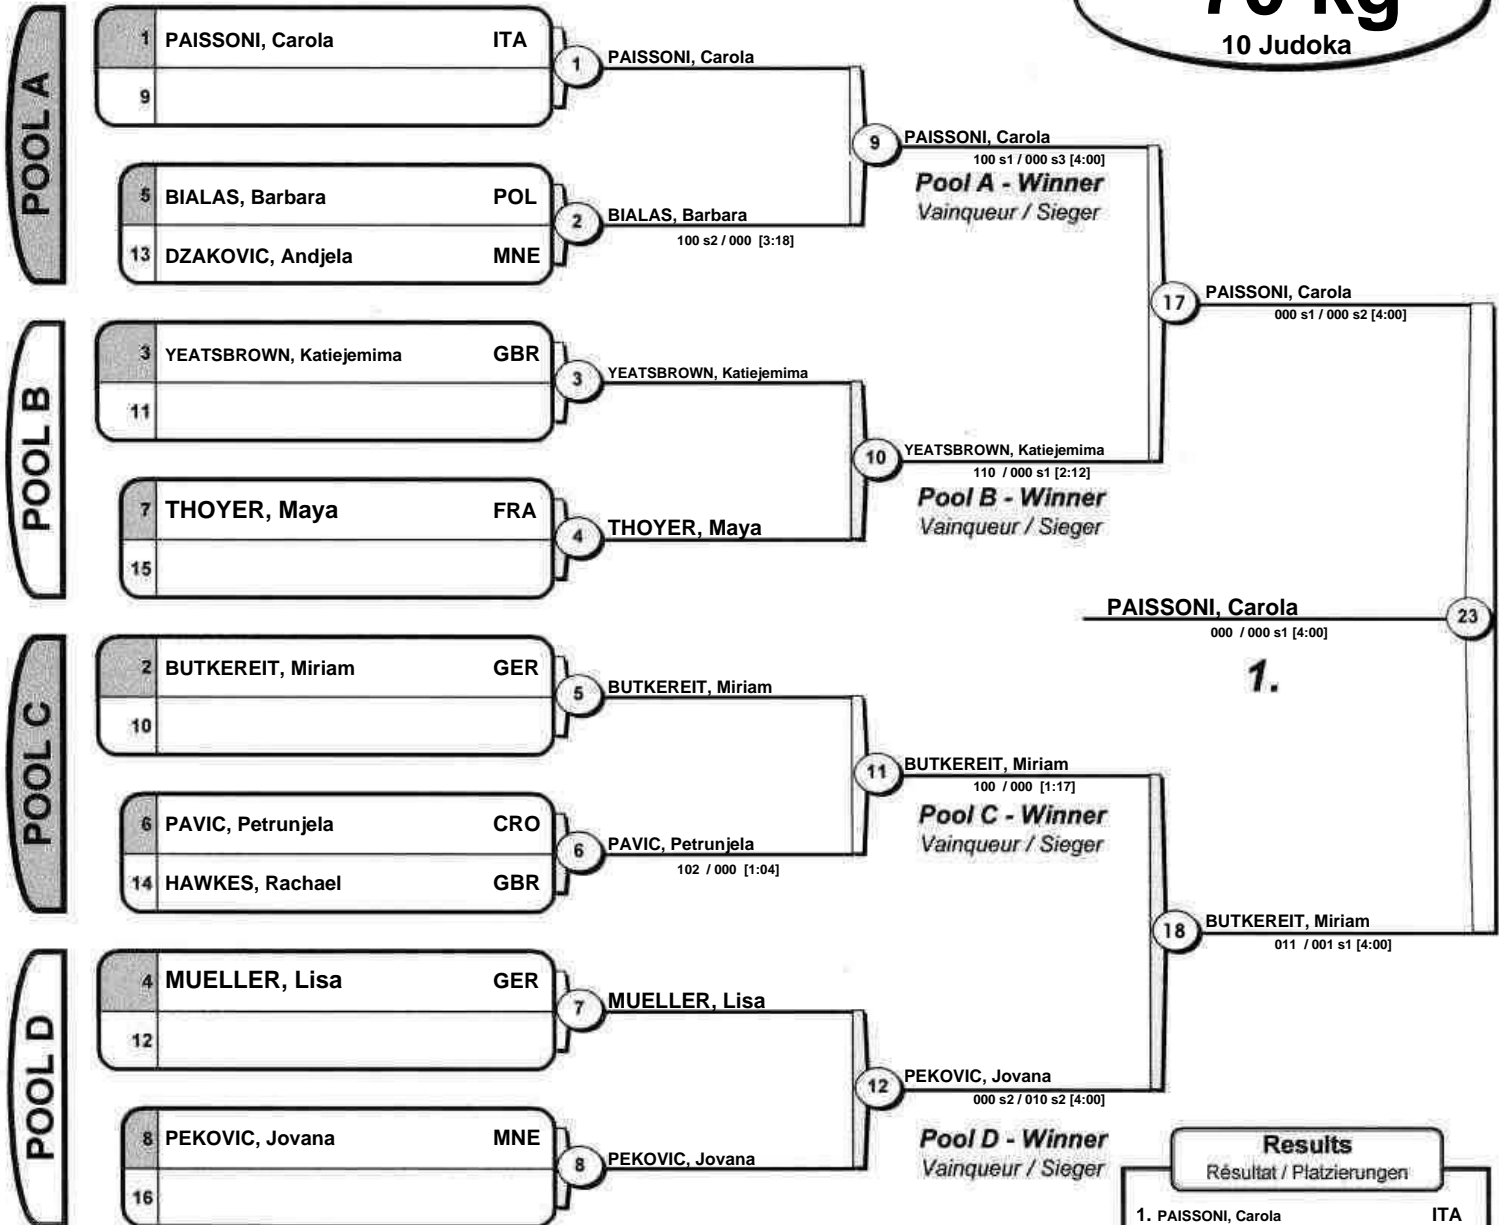 70 kg
10 Judoka
POOL A
1 PAISSONI, Carola ITA
9
1
PAISSONI, Carola
5 BIALAS, Barbara POL
13 DZAKOVIC, Andjela MNE
2
BIALAS, Barbara
100 s2 / 000 [3:18]
9
PAISSONI, Carola
100 s1 / 000 s3 [4:00]
Pool A - Winner
Vainqueur / Sieger
POOL B
3 YEATSBROWN, Katiejemima GBR
11
3
YEATSBROWN, Katiejemima
7 THOYER, Maya FRA
15
4
THOYER, Maya
10
YEATSBROWN, Katiejemima
110 / 000 s1 [2:12]
Pool B - Winner
Vainqueur / Sieger
17
PAISSONI, Carola
000 s1 / 000 s2 [4:00]
PAISSONI, Carola
000 / 000 s1 [4:00]
23
1.
POOL C
2 BUTKEREIT, Miriam GER
10
5
BUTKEREIT, Miriam
6 PAVIC, Petrunjela CRO
14 HAWKES, Rachael GBR
6
PAVIC, Petrunjela
102 / 000 [1:04]
11
BUTKEREIT, Miriam
100 / 000 [1:17]
Pool C - Winner
Vainqueur / Sieger
18
BUTKEREIT, Miriam
011 / 001 s1 [4:00]
POOL D
4 MUELLER, Lisa GER
12
7
MUELLER, Lisa
8 PEKOVIC, Jovana MNE
16
8
PEKOVIC, Jovana
12
PEKOVIC, Jovana
000 s2 / 010 s2 [4:00]
Pool D - Winner
Vainqueur / Sieger
Results
Résultat / Platzierungen
1. PAISSONI, Carola ITA